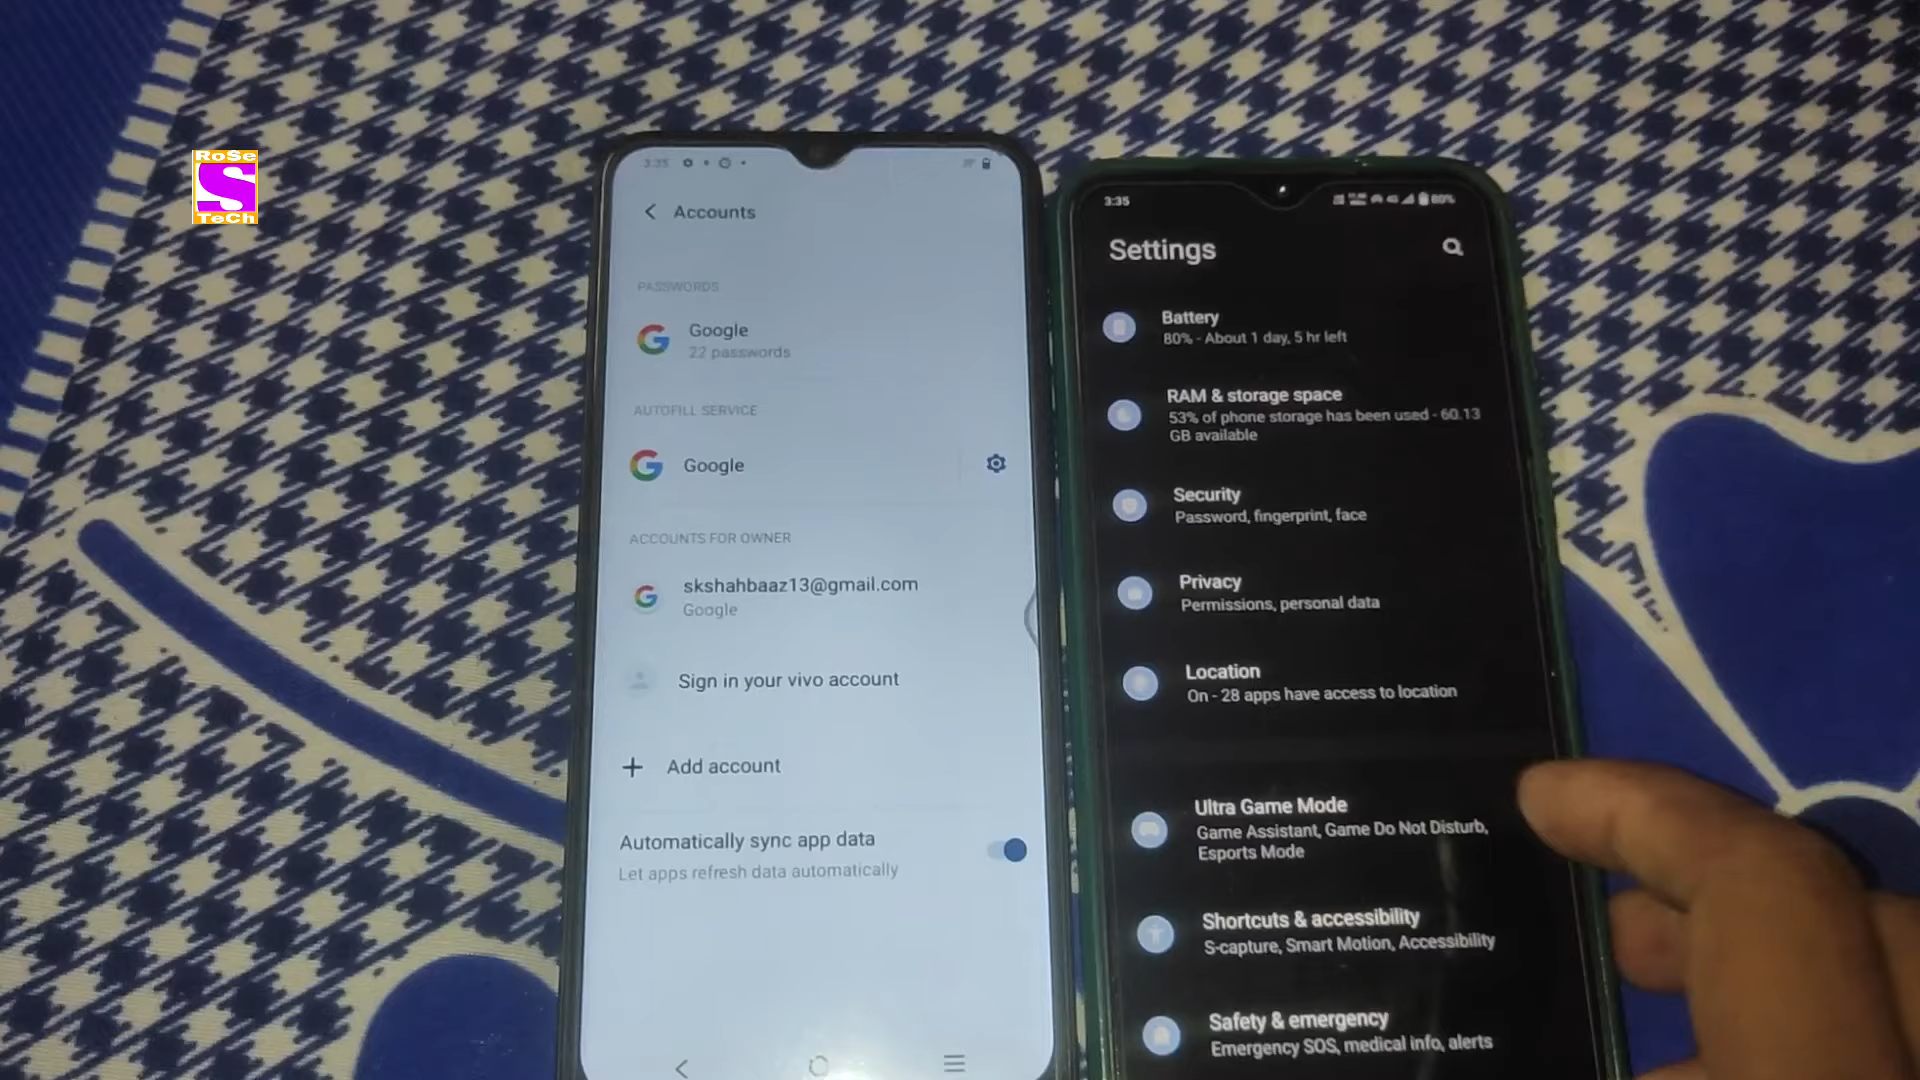 RoSe
S
TeCh
3:35
Accounts
PASSWORDS
Google
22 passwords
AUTOFILL SERVICE
Google
ACCOUNTS FOR OWNER
skshahbaaz13@gmail.com
Google
Sign in your vivo account
Add account
Automatically sync app data
Let apps refresh data automatically
3:35
80%
Settings
Battery
80% - About 1 day, 5 hr left
RAM & storage space
53% of phone storage has been used - 60.13
GB available
Security
Password, fingerprint, face
Privacy
Permissions, personal data
Location
On - 28 apps have access to location
Ultra Game Mode
Game Assistant, Game Do Not Disturb,
Esports Mode
Shortcuts & accessibility
S-capture, Smart Motion, Accessibility
Safety & emergency
Emergency SOS, medical info, alerts